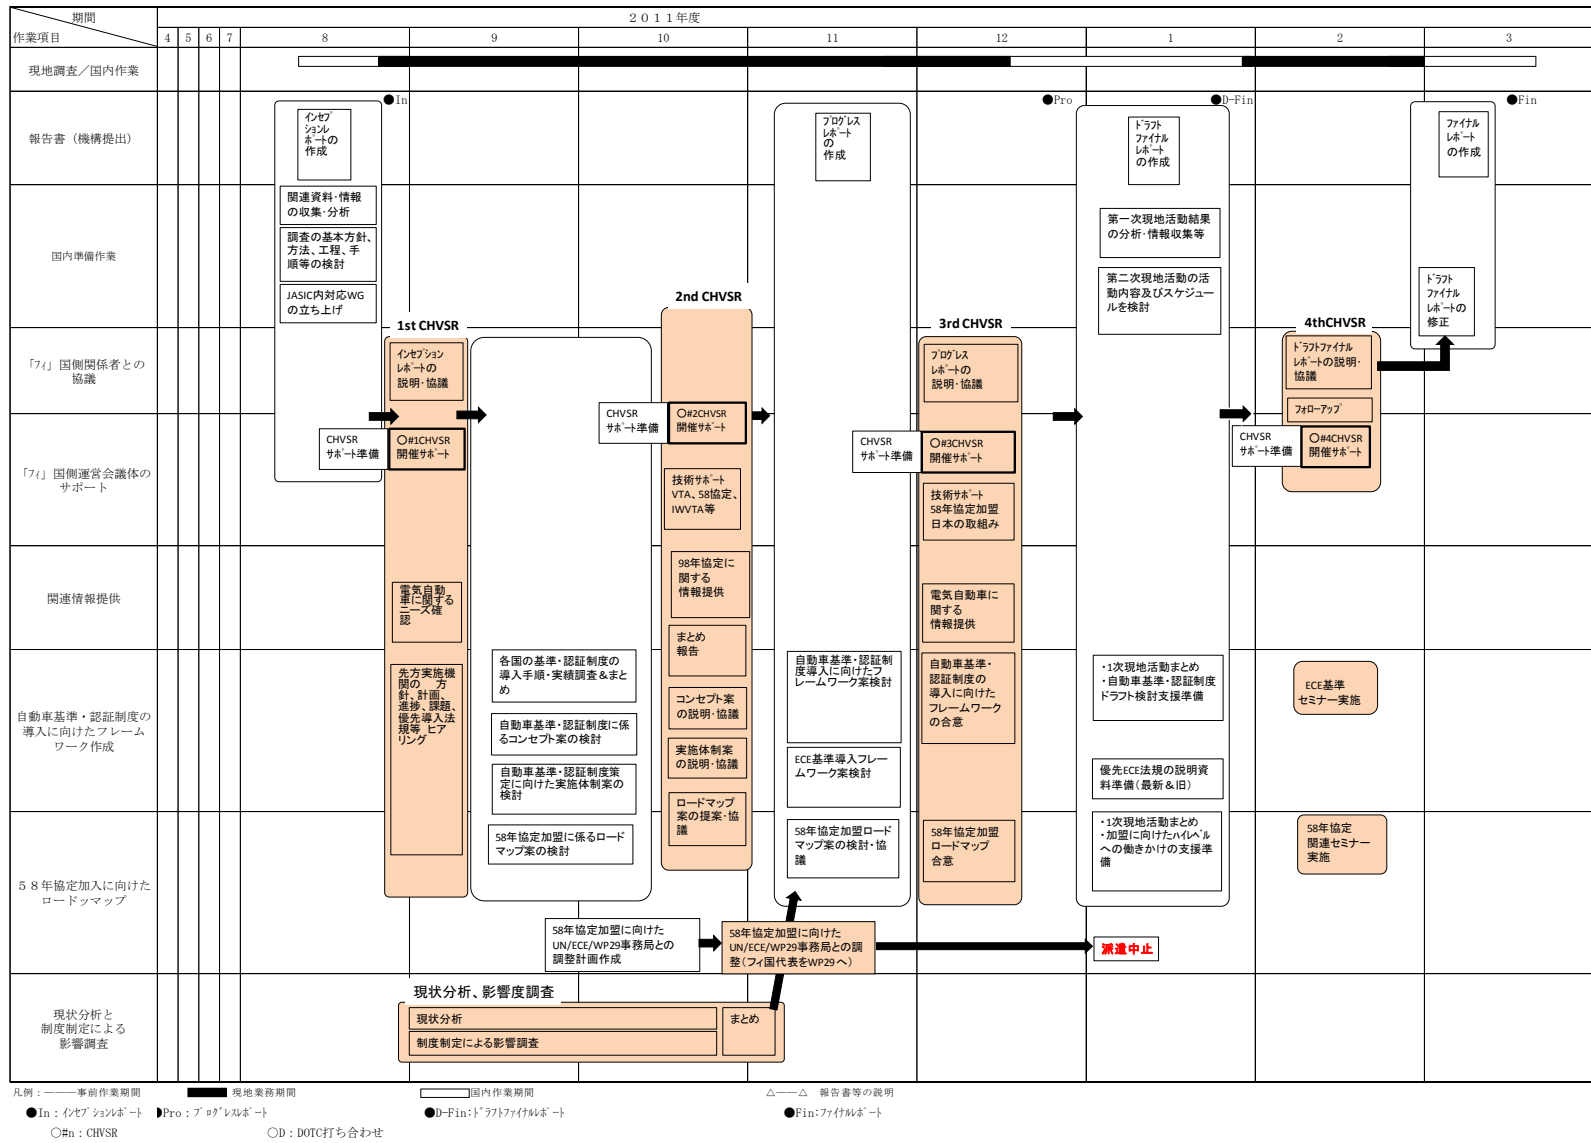 期間
２０１１年度
作業項目
4 5 6 7 8 9 10 11 12 1 2 3
現地調査／国内作業
●In
●Pro
●D-Fin
●Fin
報告書（機構提出）
ｲﾝｾﾌﾟ
ｼｮﾝﾚ
ﾎﾟｰﾄの
作成
ﾌﾟﾛｸﾞﾚｽ
ﾚﾎﾟｰﾄ
の
作成
ﾄﾞﾗﾌﾄ
ﾌｧｲﾅﾙ
ﾚﾎﾟｰﾄ
の作成
ﾌｧｲﾅﾙ
ﾚﾎﾟｰﾄ
の作成
国内準備作業
関連資料･情報
の収集･分析
調査の基本方針、
方法、工程、手
順等の検討
JASIC内対応WG
の立ち上げ
第一次現地活動結果
の分析･情報収集等
第二次現地活動の活
動内容及びスケジュー
ルを検討
ﾄﾞﾗﾌﾄ
ﾌｧｲﾅﾙ
ﾚﾎﾟｰﾄの
修正
1st CHVSR
2nd CHVSR
3rd CHVSR
4thCHVSR
「ﾌｨ」国側関係者との
協議
ｲﾝｾﾌﾟｼｮﾝ
ﾚﾎﾟｰﾄの
説明･協議
ﾌﾟﾛｸﾞﾚｽ
ﾚﾎﾟｰﾄの
説明･協議
ﾄﾞﾗﾌﾄﾌｧｲﾅﾙ
ﾚﾎﾟｰﾄの説明･
協議
ﾌｫﾛｰｱｯﾌﾟ
「ﾌｨ」国側運営会議体の
サポート
CHVSR
ｻﾎﾟｰﾄ準備
〇#1CHVSR
開催ｻﾎﾟｰﾄ
CHVSR
ｻﾎﾟｰﾄ準備
〇#2CHVSR
開催ｻﾎﾟｰﾄ
CHVSR
ｻﾎﾟｰﾄ準備
〇#3CHVSR
開催ｻﾎﾟｰﾄ
CHVSR
ｻﾎﾟｰﾄ準備
〇#4CHVSR
開催ｻﾎﾟｰﾄ
技術ｻﾎﾟｰﾄ
VTA、58協定、
IWVTA等
技術ｻﾎﾟｰﾄ
58年協定加盟
日本の取組み
関連情報提供
電気自動
車に関する
ニーズ確
認
98年協定に
関する
情報提供
電気自動車に
関する
情報提供
まとめ
報告
自動車基準・認証制度の
導入に向けたフレーム
ワーク作成
先方実施機
関の　方
針、計画、
進捗、課題、
優先導入法
規等 ヒア
リング
各国の基準・認証制度の
導入手順・実績調査＆まと
め
自動車基準・認証制度に係
るコンセプト案の検討
自動車基準・認証制度策
定に向けた実施体制案の
検討
コンセプト案
の説明･協議
実施体制案
の説明･協議
ロードマップ
案の提案･協
議
自動車基準・認証制
度導入に向けたフ
レームワーク案検討
ECE基準導入フレー
ムワーク案検討
自動車基準・
認証制度の
導入に向けた
フレームワーク
の合意
・1次現地活動まとめ
・自動車基準・認証制度
ドラフト検討支援準備
優先ECE法規の説明資
料準備(最新＆旧)
ECE基準
セミナー実施
５８年協定加入に向けた
ロードッマップ
58年協定加盟に係るロード
マップ案の検討
58年協定加盟ロード
マップ案の検討・協
議
58年協定加盟
ロードマップ
合意
・1次現地活動まとめ
・加盟に向けたﾊｲﾚﾍﾞﾙ
への働きかけの支援準
備
58年協定
関連セミナー
実施
58年協定加盟に向けた
UN/ECE/WP29事務局との
調整計画作成
58年協定加盟に向けた
UN/ECE/WP29事務局との調
整(フィ国代表をWP29へ)
派遣中止
現状分析と
制度制定による
影響調査
現状分析、影響度調査
現状分析
制度制定による影響調査
まとめ
凡例：―――事前作業期間　現地業務期間　国内作業期間　△――△　報告書等の説明
●In：ｲﾝｾﾌﾟｼｮﾝﾚﾎﾟｰﾄ　●Pro：ﾌﾟﾛｸﾞﾚｽﾚﾎﾟｰﾄ　●D-Fin:ﾄﾞﾗﾌﾄﾌｧｲﾅﾙﾚﾎﾟｰﾄ　●Fin:ﾌｧｲﾅﾙﾚﾎﾟｰﾄ
○#n：CHVSR　○D：DOTC打ち合わせ